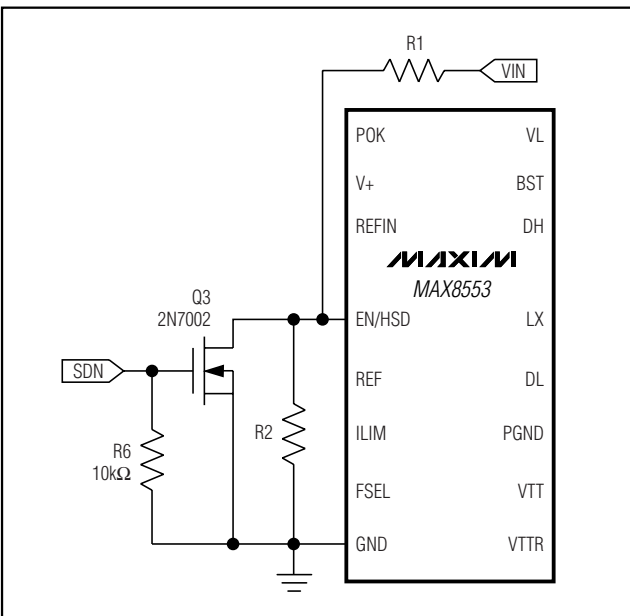 R1
VIN
POK VL
V+ BST
REFIN DH
MAXIM
MAX8553
Q3
2N7002
EN/HSD LX
SDN
REF DL
R6
10kΩ
R2
ILIM PGND
FSEL VTT
GND VTTR